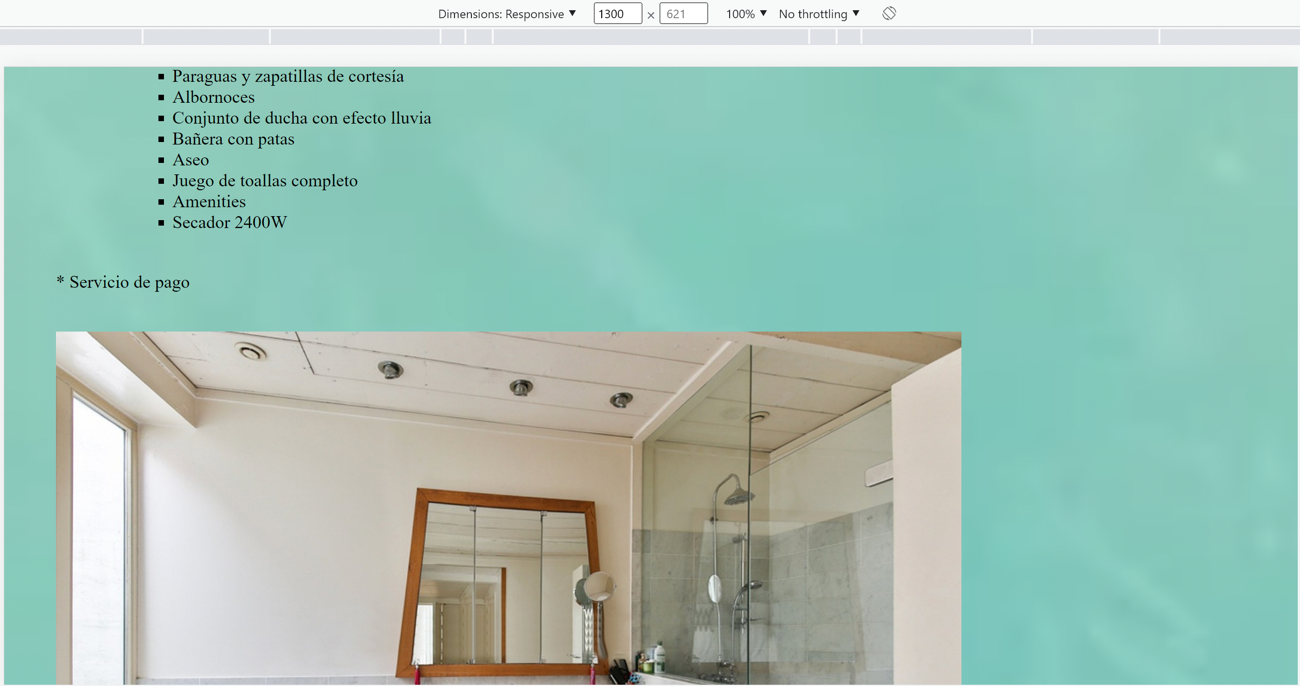 Dimensions: Responsive ▼ 1300 × 621 100% ▼ No throttling ▼
Paraguas y zapatillas de cortesía
Albornoces
Conjunto de ducha con efecto lluvia
Bañera con patas
Aseo
Juego de toallas completo
Amenities
Secador 2400W
* Servicio de pago